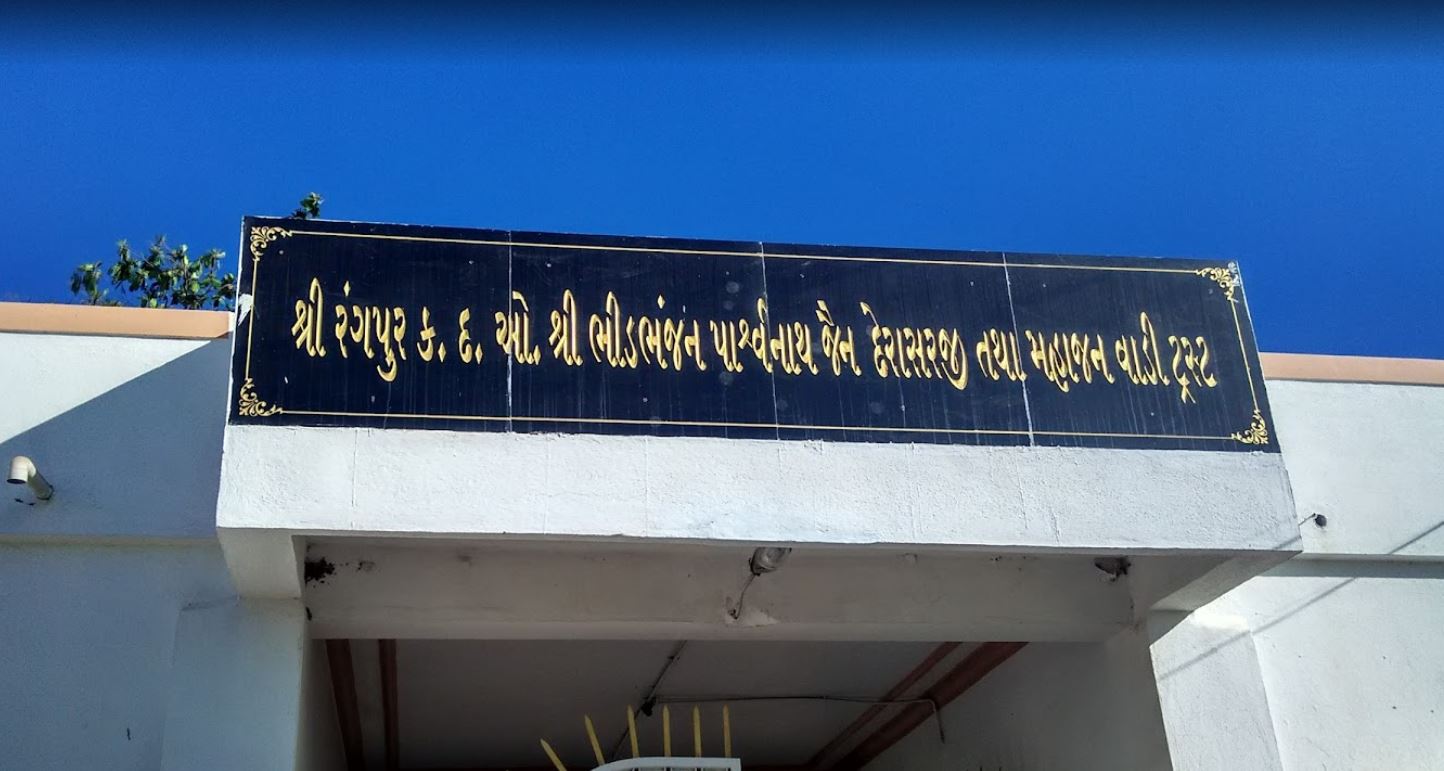 શ્રી રંગપુર ક. દ. ઓ. શ્રી ભીડભંજન પાર્શ્વનાથ જૈન દેરાસરજી તથા મહાજન વાડી ટ્રસ્ટ